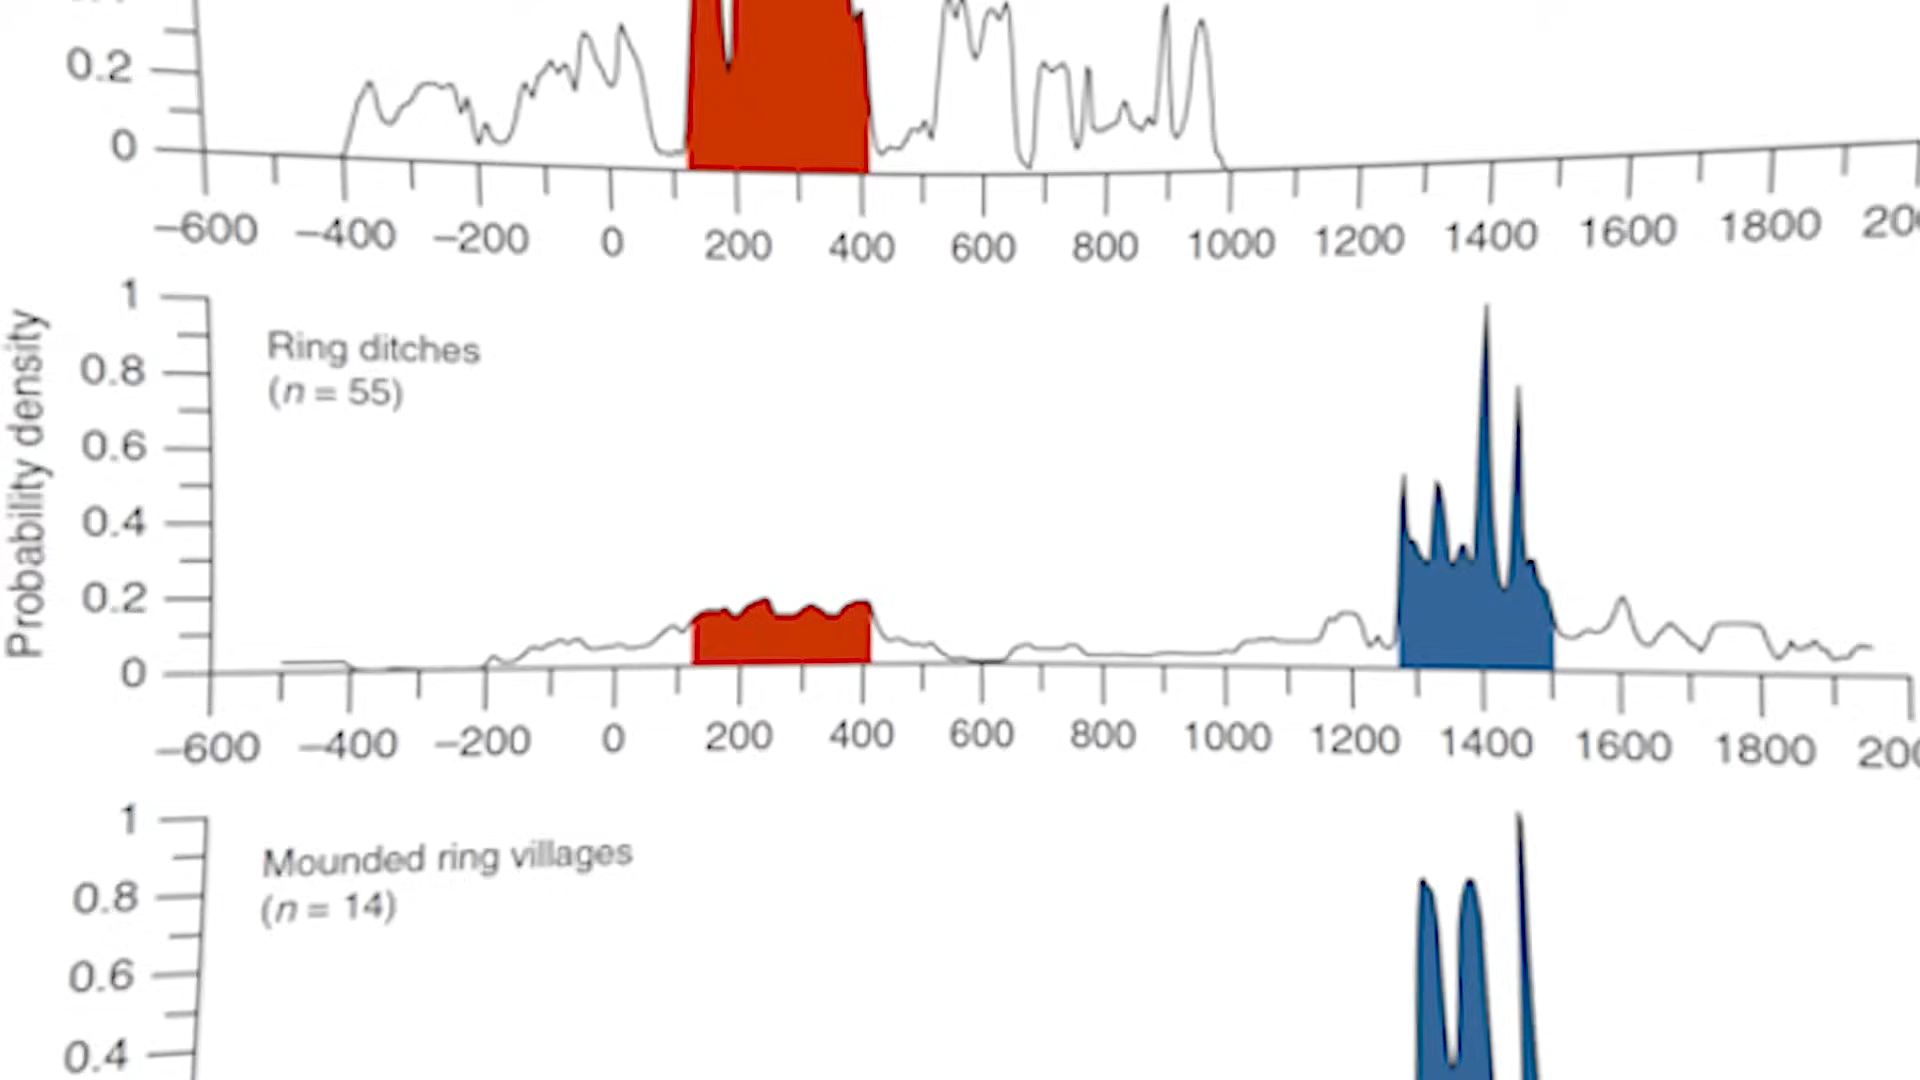 0.2
0
−600 −400 −200 0 200 400 600 800 1000 1200 1400 1600 1800
Probability density
1
Ring ditches
0.8
(n = 55)
0.6
0.4
0.2
0
−600 −400 −200 0 200 400 600 800 1000 1200 1400 1600 1800
1
Mounded ring villages
0.8
(n = 14)
0.6
0.4